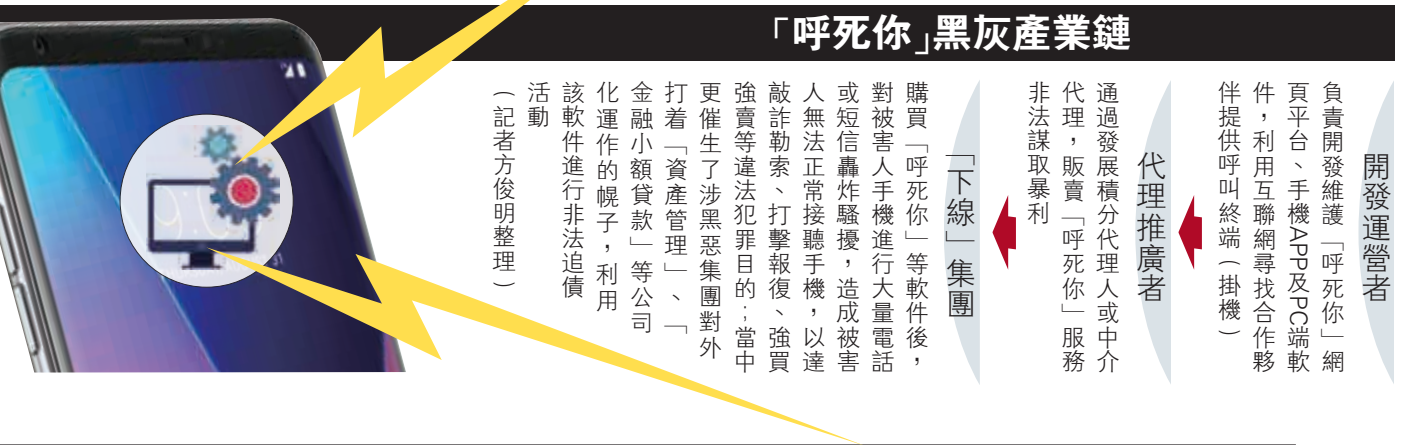 「呼死你」黑灰產業鏈
開發運營者
負責開發維護「呼死你」網
頁平台、手機APP及PC端軟
件，利用互聯網尋找合作夥
伴提供呼叫終端（掛機）
代理推廣者
通過發展積分代理人或中介
代理，販賣「呼死你」服務
非法謀取暴利
「下線」集團
購買「呼死你」等軟件後，
對被害人手機進行大量電話
或短信轟炸騷擾，造成被害
人無法正常接聽手機，以達
敲詐勒索、打擊報復、強買
強賣等違法犯罪目的；當中
更催生了涉黑惡集團對外
打着「資產管理」、「
金融小額貸款」等公司
化運作的幌子，利用
該軟件進行非法追債
活動
（記者方俊明整理）